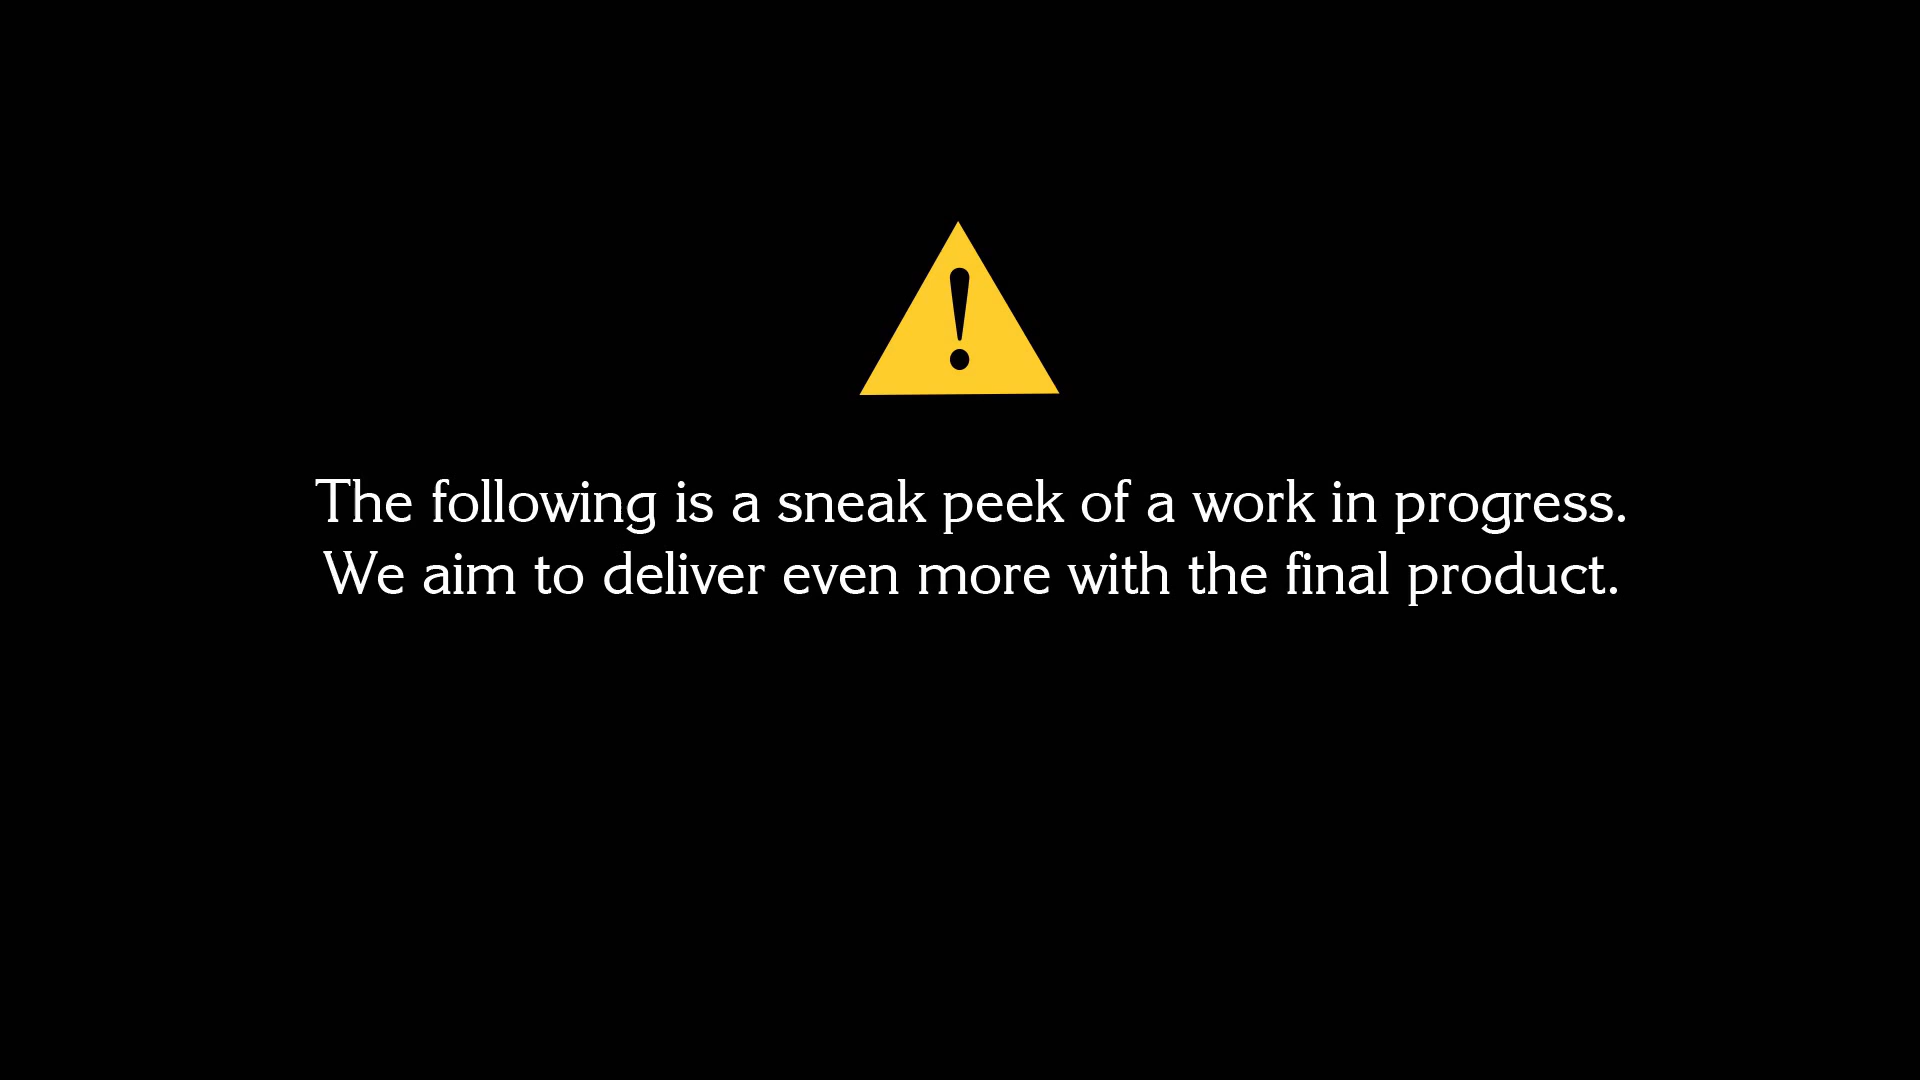 !
The following is a sneak peek of a work in progress.
We aim to deliver even more with the final product.